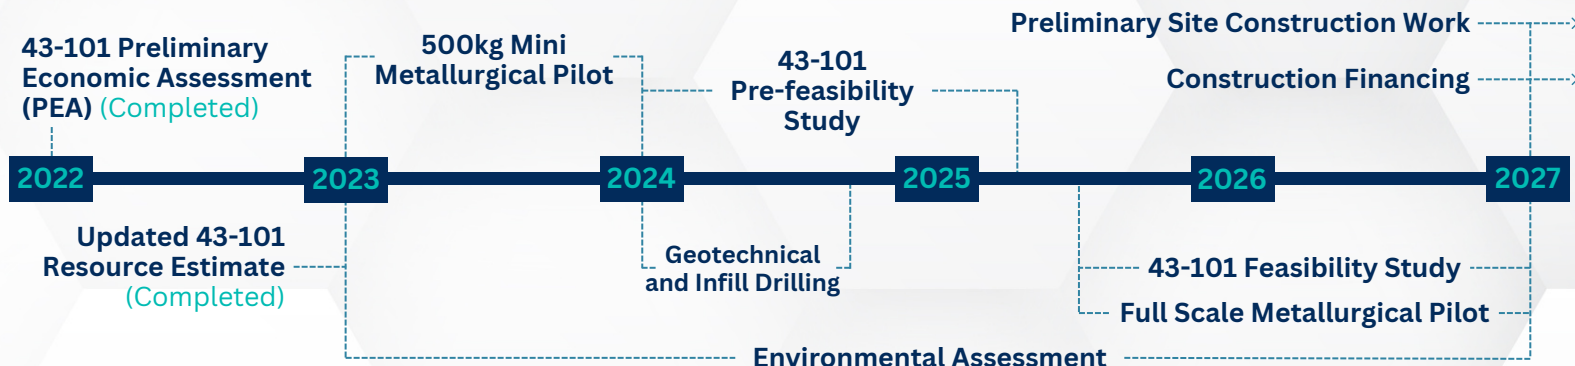 Preliminary Site Construction Work
43-101 Preliminary
Economic Assessment
(PEA) (Completed)
500kg Mini
Metallurgical Pilot
43-101
Pre-feasibility
Study
Construction Financing
2022
2023
2024
2025
2026
2027
Updated 43-101
Resource Estimate
(Completed)
Geotechnical
and Infill Drilling
43-101 Feasibility Study
Full Scale Metallurgical Pilot
Environmental Assessment